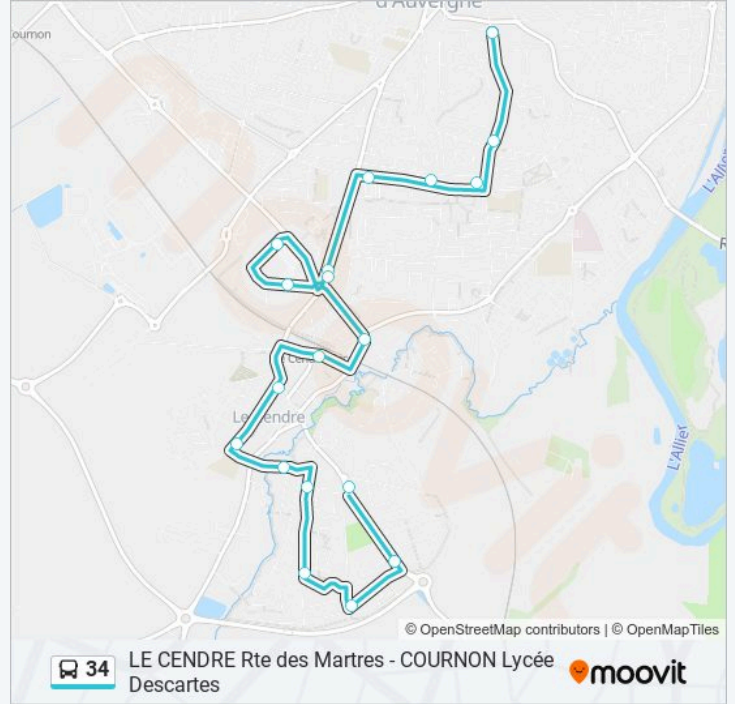 d'Auvergne
ournon
L'Allier
Le Cendre
L'Allier
© OpenStreetMap contributors | © OpenMapTiles
34
LE CENDRE Rte des Martres - COURNON Lycée
Descartes
moovit